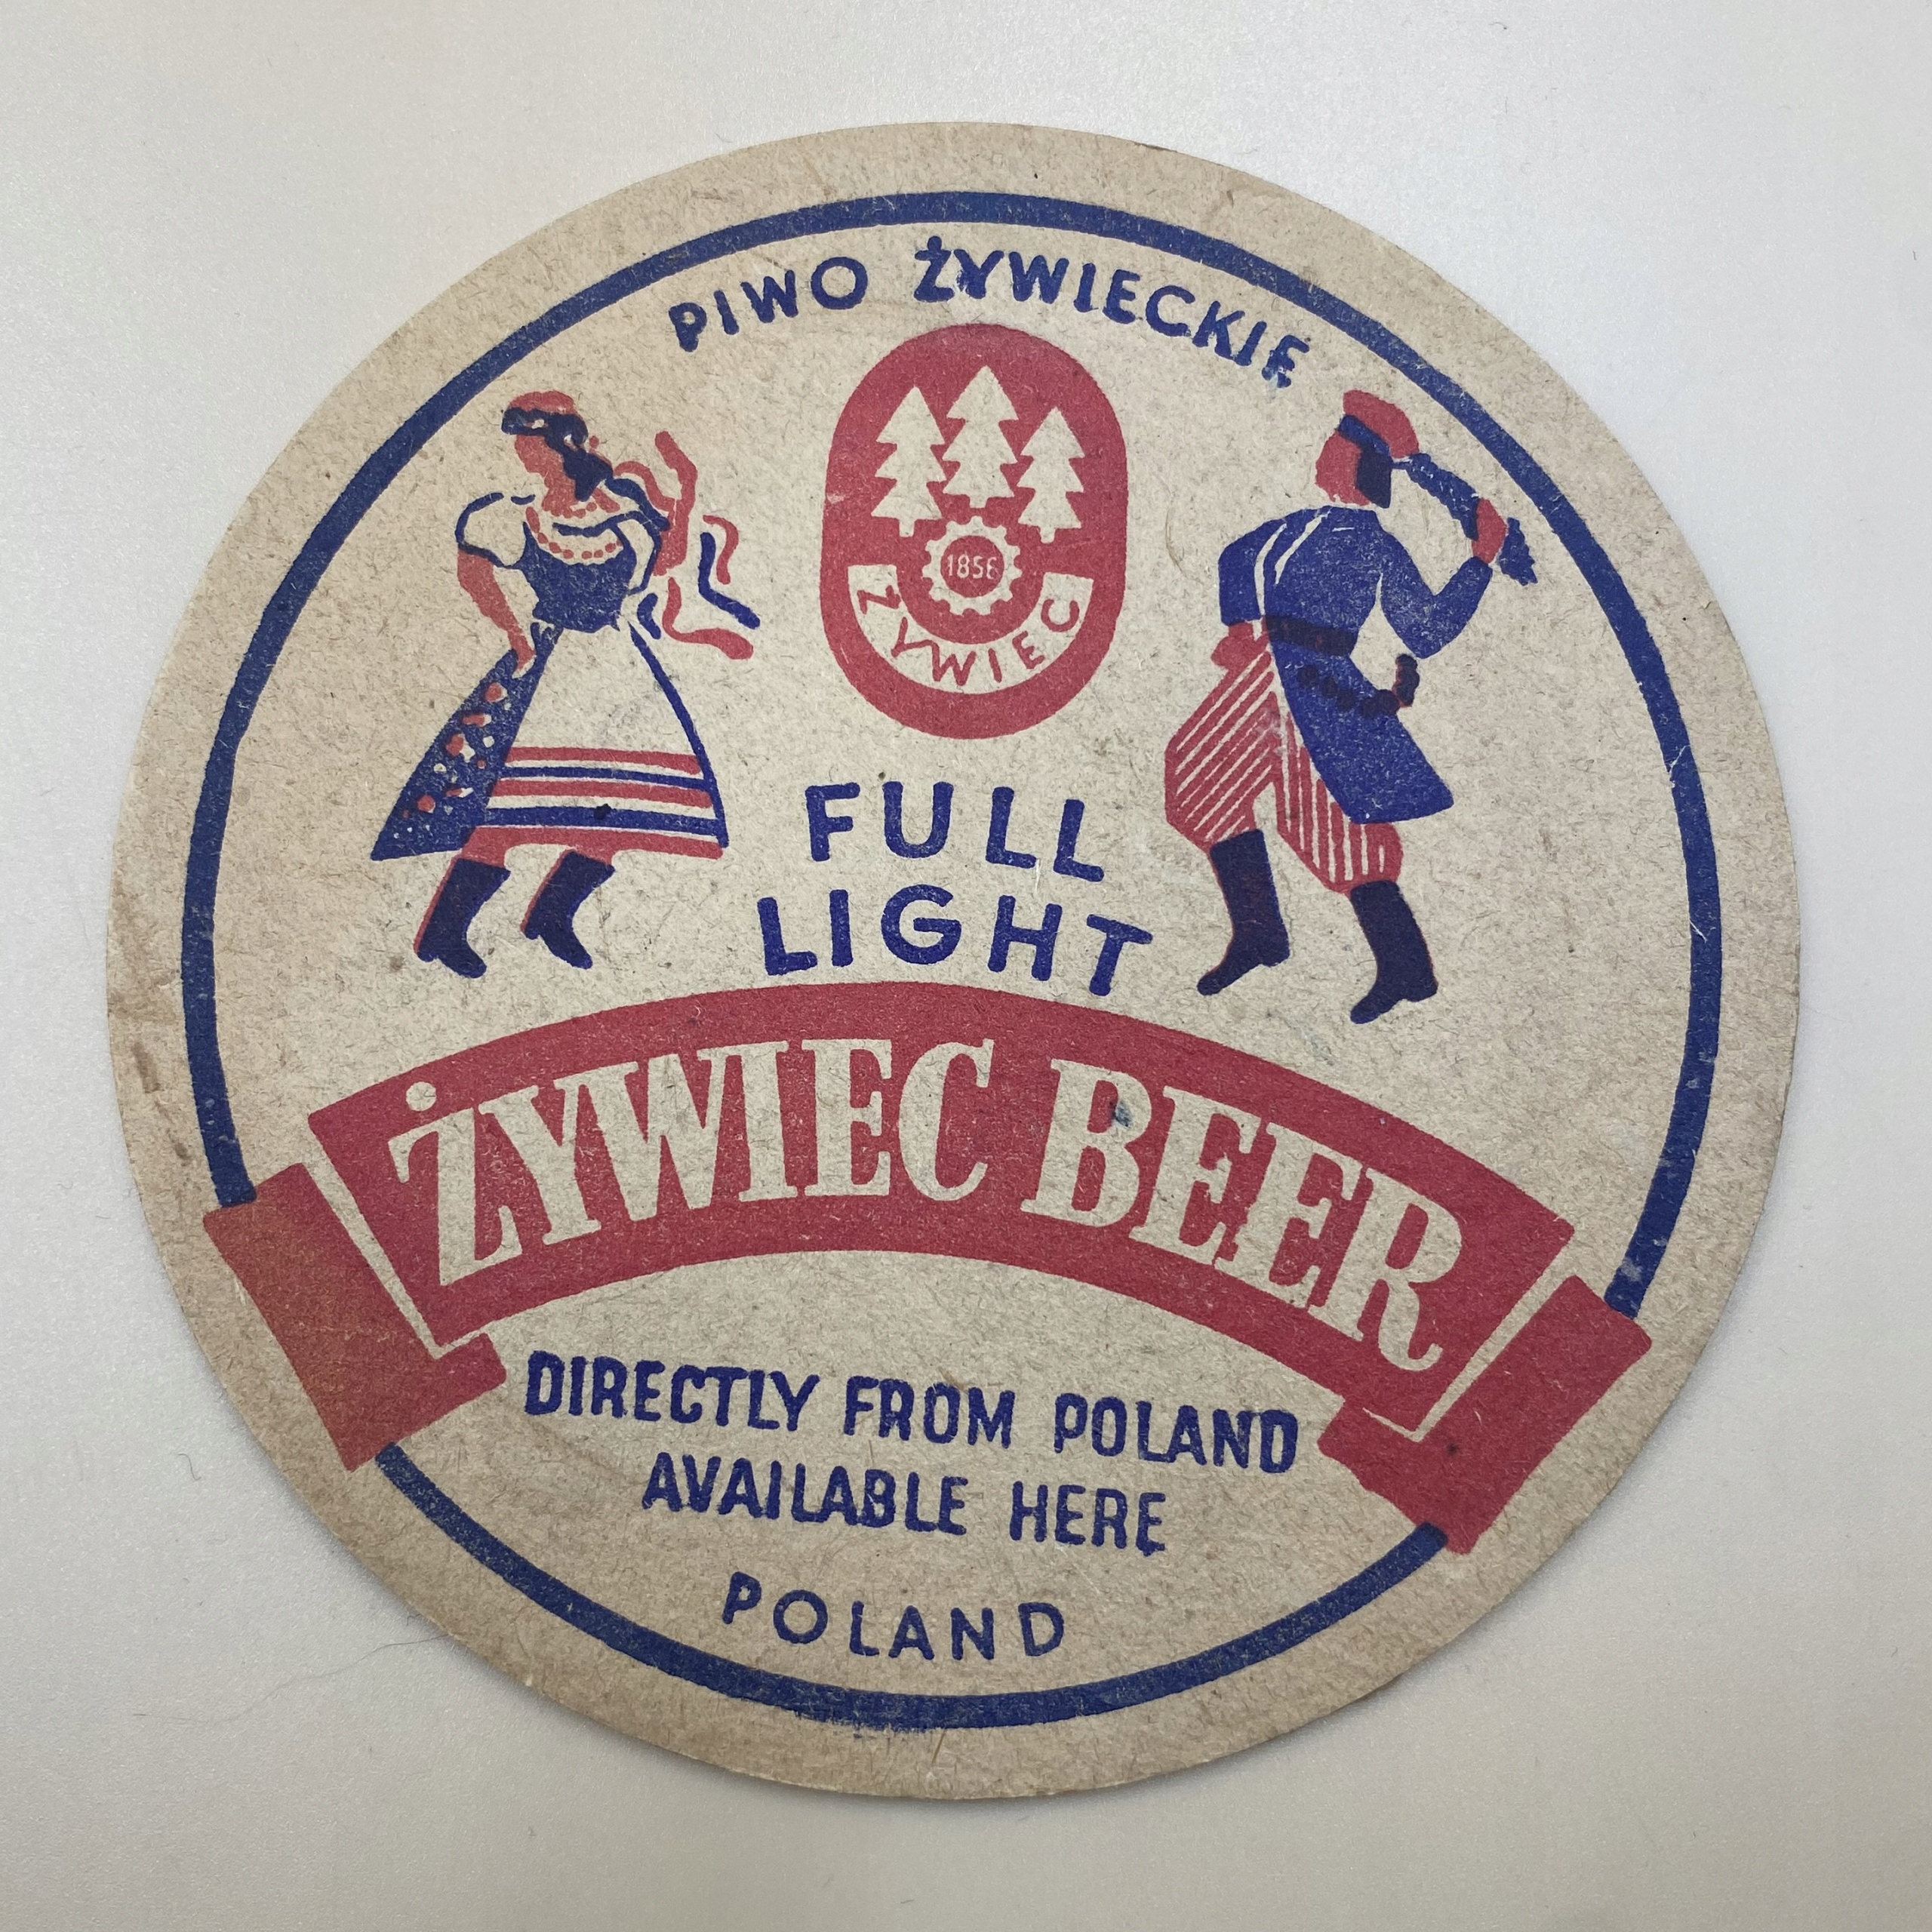 PIWO ŻYWIECKIE
1856
ŻYWIEC
FULL
LIGHT
ŻYWIEC BEER
DIRECTLY FROM POLAND
AVAILABLE HERE
POLAND